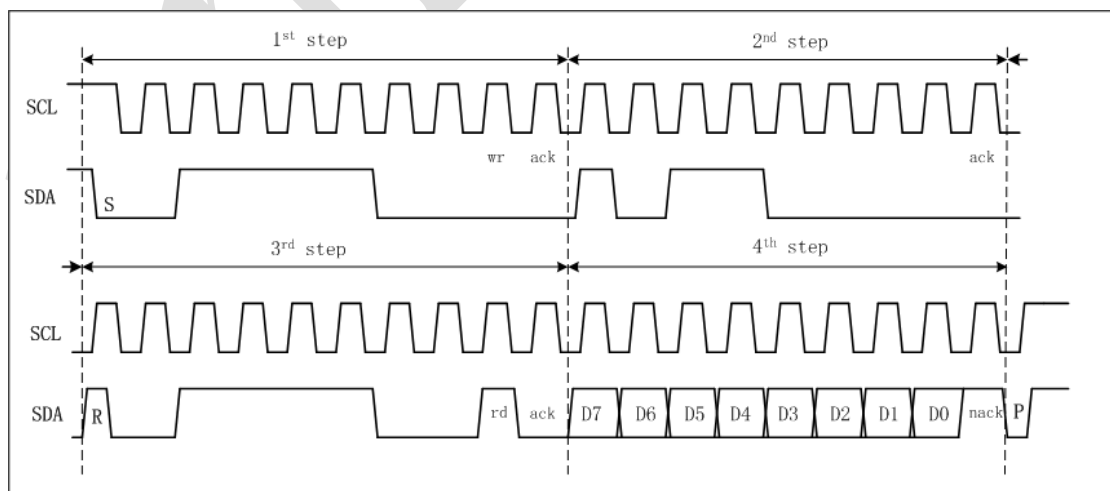 1st step 2nd step
SCL
wr ack ack
SDA S
3rd step 4th step
SCL
SDA R rd ack D7 D6 D5 D4 D3 D2 D1 D0 nack P